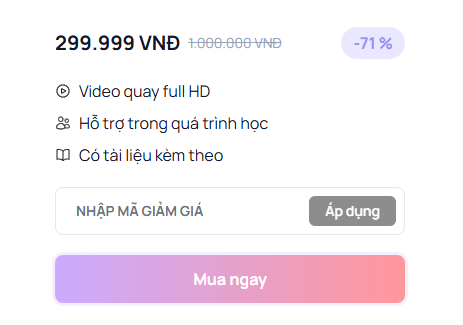 299.999 VNĐ 1.000.000 VNĐ -71 %
Video quay full HD
Hỗ trợ trong quá trình học
Có tài liệu kèm theo
NHẬP MÃ GIẢM GIÁ Áp dụng
Mua ngay